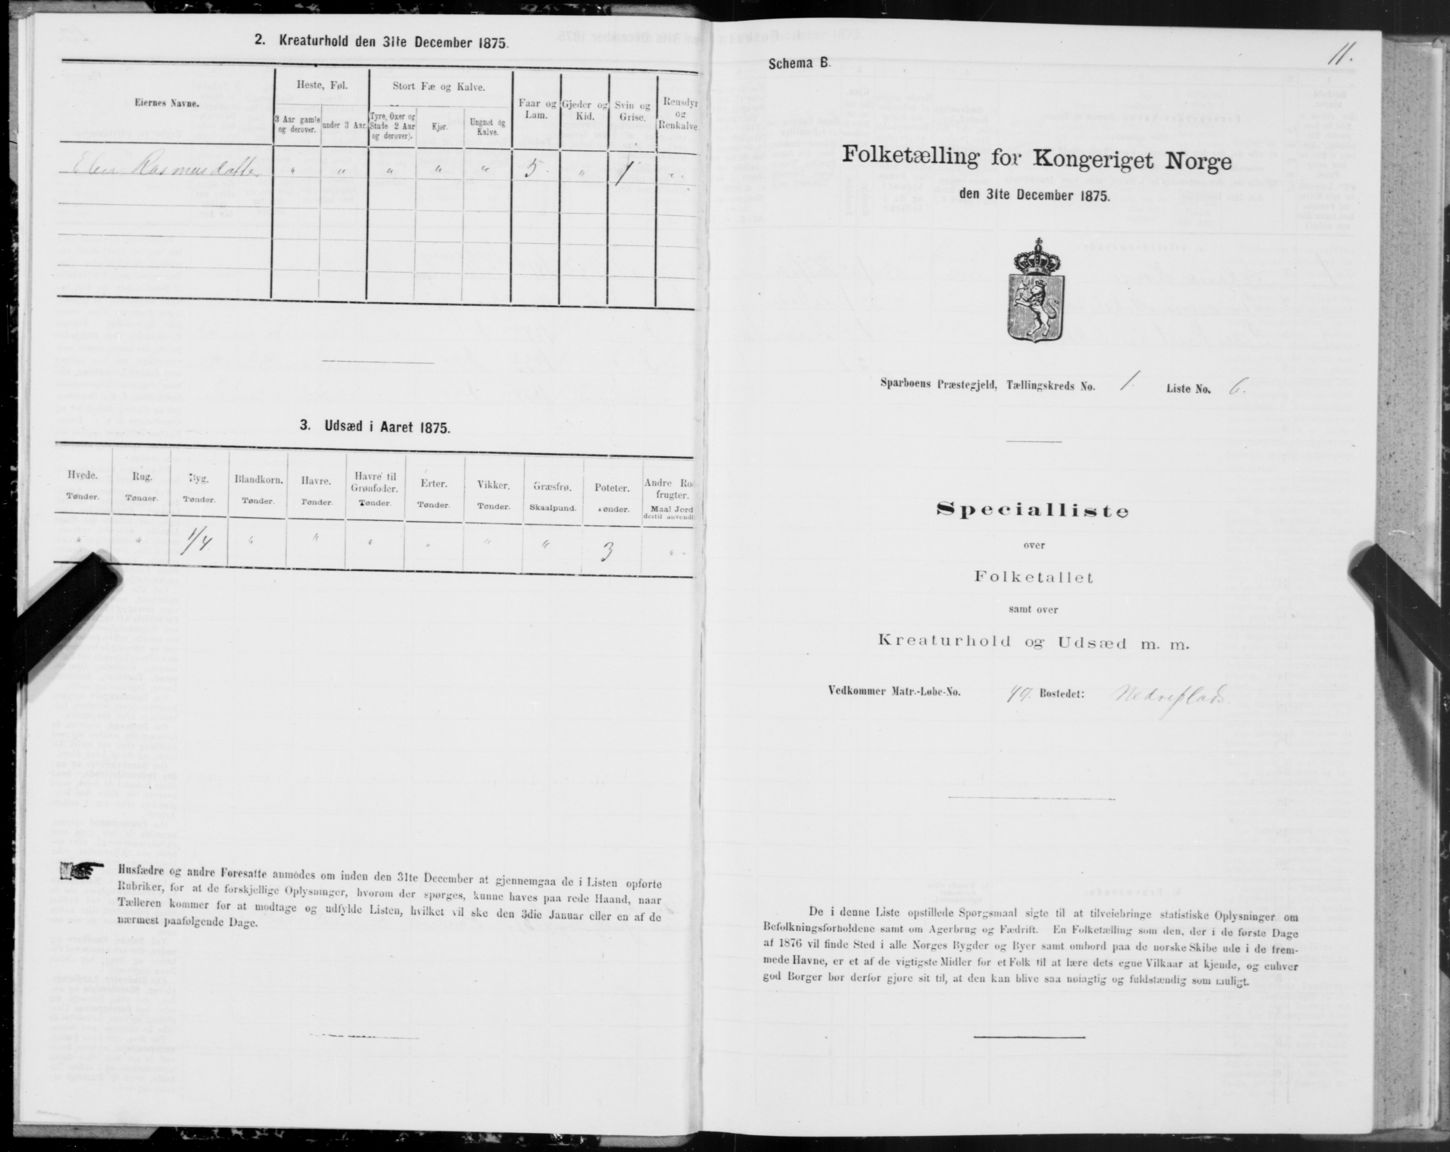 2. Kreaturhold den 31te December 1875.
Eiernes Navne.
Heste, Føl.
Stort Fæ og Kalve.
Faar og Lam.
Gjeder og Kid.
Svin og Grise.
Rensdyr og Renkalve
3 Aar gamle og derover.
under 3 Aar.
Tyre, Oxer og Stude 2 Aar og derover).
Kjør.
Ungnøt og Kalve.
Elen Rasmusdatter " " " " " 5. " 1 "
3. Udsæd i Aaret 1875.
Hvede. Rug. Byg. Blandkorn. Havre. Havre til Grønfoder. Erter. Vikker. Græsfrø. Poteter. Andre Rodfrugter.
Tønder. Tønder. Tønder. Tønder. Tønder. Tønder. Tønder. Tønder. Skaalpund. Tønder. Maal Jord dertil anvendt
" " 1/4 " " " " " " 3 "
Husfædre og andre Foresatte anmodes om inden den 31te December at gjennemgaa de i Listen opførte
Rubriker, for at de forskjellige Oplysninger, hvorom der spørges, kunne haves paa rede Haand, naar
Tælleren kommer for at modtage og udfylde Listen, hvilket vil ske den 3die Januar eller en af de
nærmest paafølgende Dage.
11.
Schema B.
Folketælling for Kongeriget Norge
den 31te December 1875.
Sparboens Præstegjeld, Tællingskreds No. 1. Liste No. 6.
Specialliste
over
Folketallet
samt over
Kreaturhold og Udsæd m. m.
Vedkommer Matr.-Løbe-No. 49. Bostedet: Nedreplads
De i denne Liste opstillede Spørgsmaal sigte til at tilveiebringe statistiske Oplysninger om
Befolkningsforholdene samt om Agerbrug og Fædrift. En Folketælling som den, der i de første Dage
af 1876 vil finde Sted i alle Norges Bygder og Byer samt ombord paa de norske Skibe ude i de frem-
mede Havne, er et af de vigtigste Midler for et Folk til at lære dets egne Vilkaar at kjende, og enhver
god Borger bør derfor gjøre sit til, at den kan blive saa nøiagtig og fuldstændig som muligt.